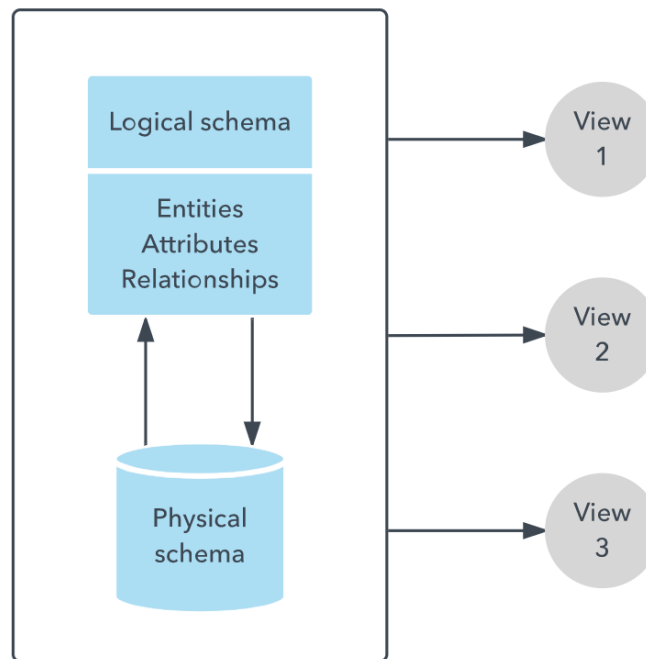 Logical schema
Entities
Attributes
Relationships
Physical
schema
View
1
View
2
View
3